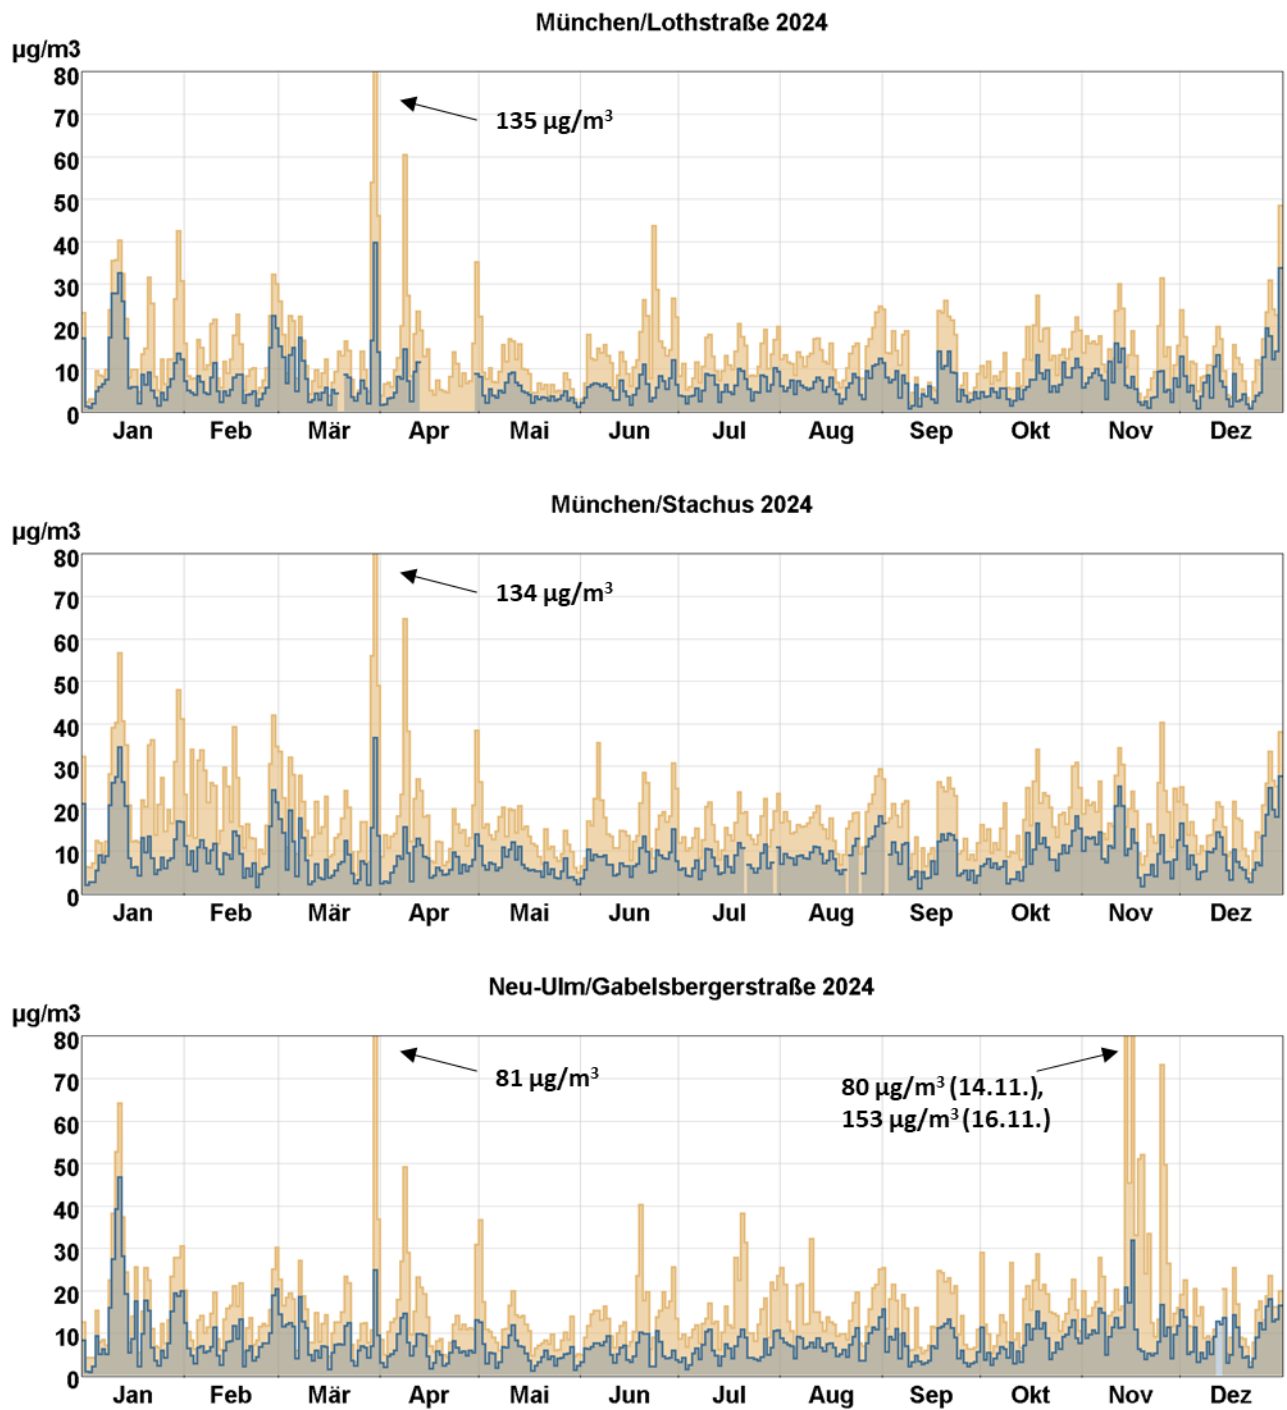 München/Lothstraße 2024
µg/m3
80
135 µg/m³
70
60
50
40
30
20
10
0
Jan Feb Mär Apr Mai Jun Jul Aug Sep Okt Nov Dez
München/Stachus 2024
µg/m3
80
134 µg/m³
70
60
50
40
30
20
10
0
Jan Feb Mär Apr Mai Jun Jul Aug Sep Okt Nov Dez
Neu-Ulm/Gabelsbergerstraße 2024
µg/m3
80
81 µg/m³
80 µg/m³ (14.11.),
153 µg/m³ (16.11.)
70
60
50
40
30
20
10
0
Jan Feb Mär Apr Mai Jun Jul Aug Sep Okt Nov Dez